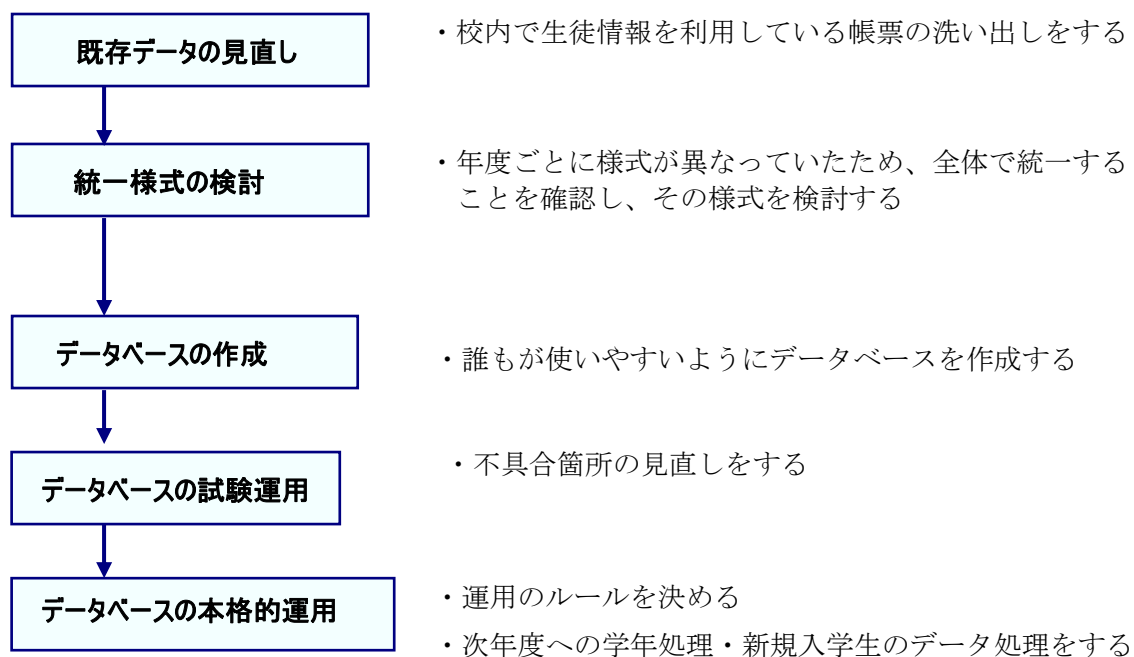 既存データの見直し
・校内で生徒情報を利用している帳票の洗い出しをする
統一様式の検討
・年度ごとに様式が異なっていたため、全体で統一する
ことを確認し、その様式を検討する
データベースの作成
・誰もが使いやすいようにデータベースを作成する
データベースの試験運用
・不具合箇所の見直しをする
データベースの本格的運用
・運用のルールを決める
・次年度への学年処理・新規入学生のデータ処理をする